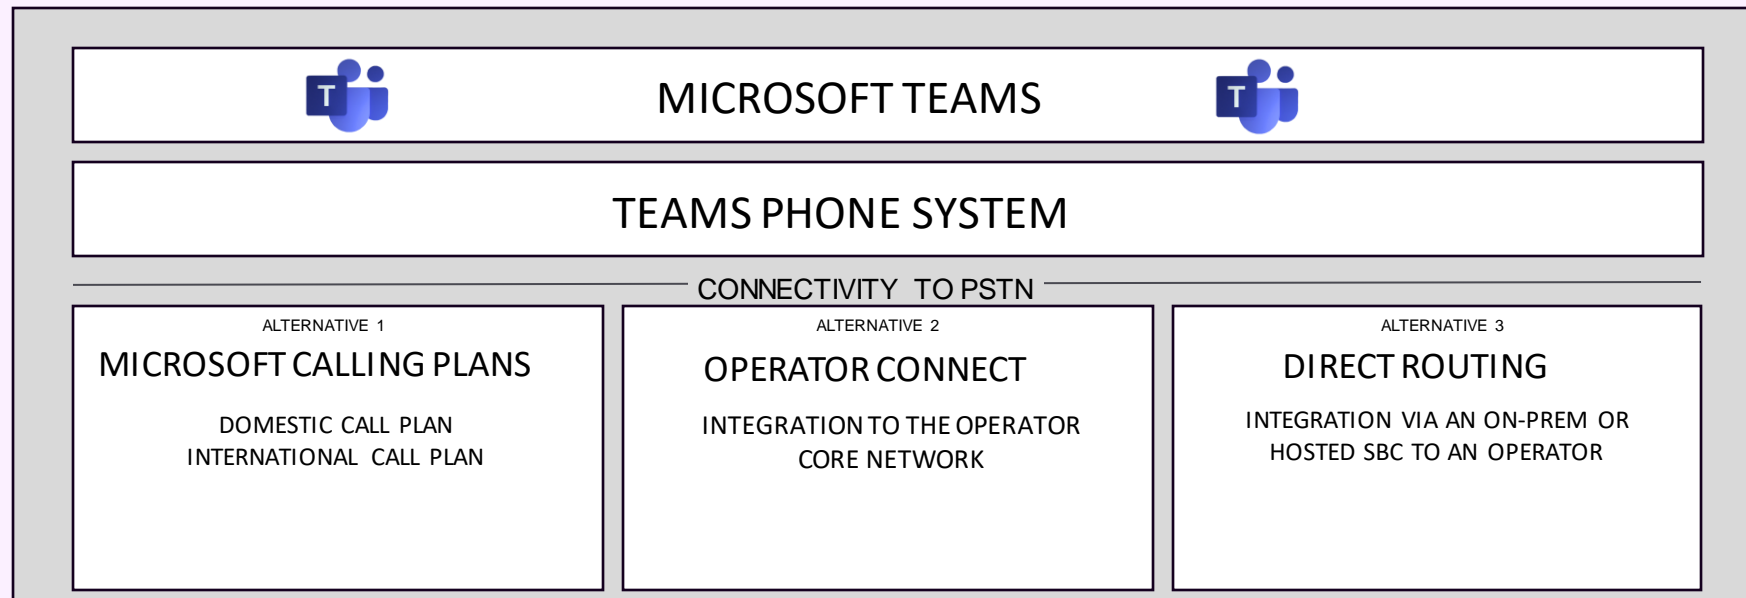 T MICROSOFT TEAMS T
TEAMS PHONE SYSTEM
CONNECTIVITY TO PSTN
ALTERNATIVE 1
MICROSOFT CALLING PLANS
DOMESTIC CALL PLAN
INTERNATIONAL CALL PLAN
ALTERNATIVE 2
OPERATOR CONNECT
INTEGRATION TO THE OPERATOR
CORE NETWORK
ALTERNATIVE 3
DIRECT ROUTING
INTEGRATION VIA AN ON-PREM OR
HOSTED SBC TO AN OPERATOR